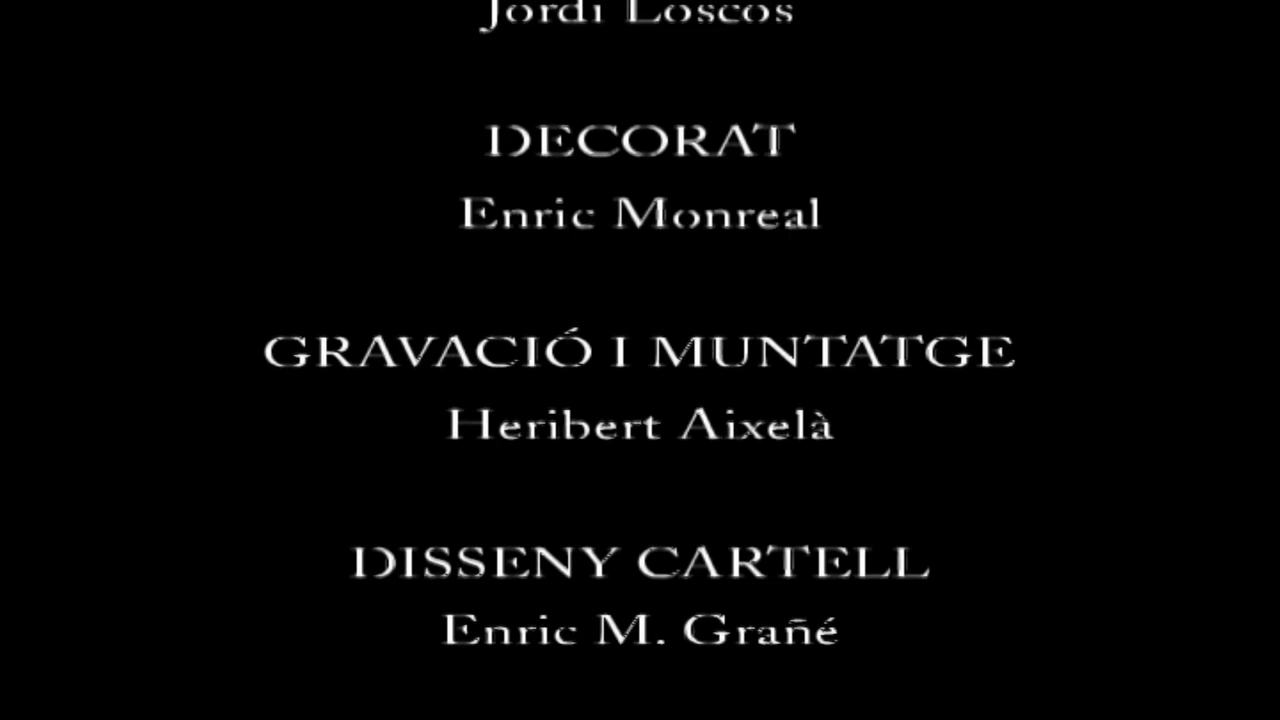 Jordi Loscos
DECORAT
Enric Monreal
GRAVACIÓ I MUNTATGE
Heribert Aixelà
DISSENY CARTELL
Enric M. Grañé